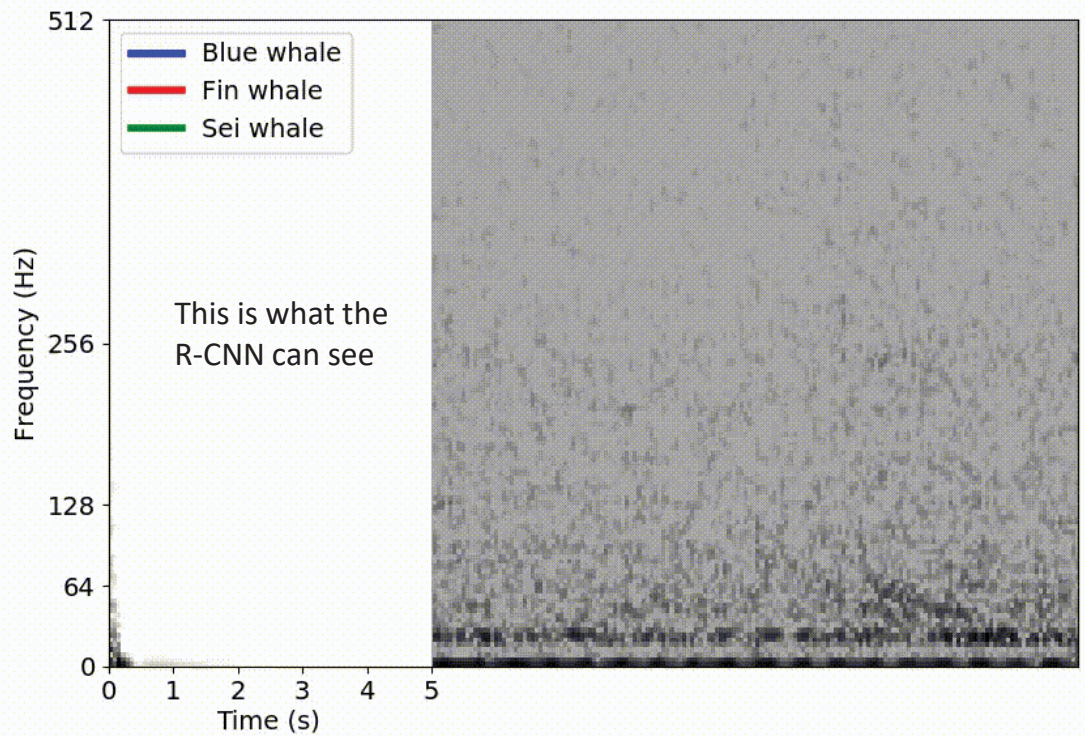 512
Blue whale
Fin whale
Sei whale
This is what the
R-CNN can see
256
128
64
0
Frequency (Hz)
0 1 2 3 4 5
Time (s)